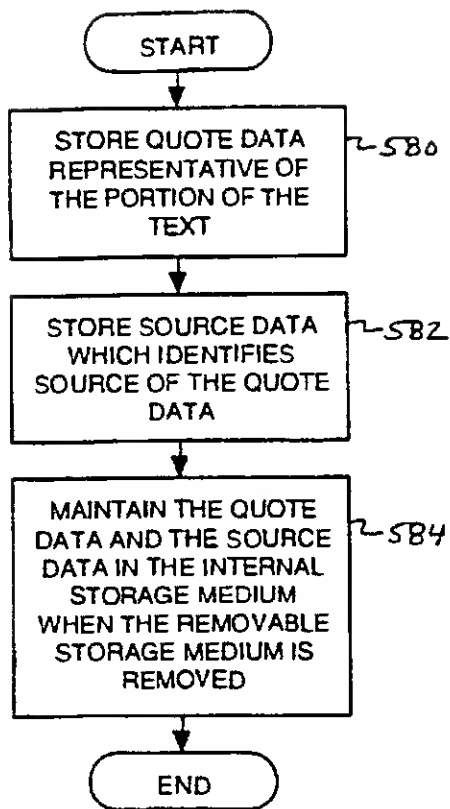 START
STORE QUOTE DATA
REPRESENTATIVE OF
THE PORTION OF THE
TEXT
580
STORE SOURCE DATA
WHICH IDENTIFIES
SOURCE OF THE QUOTE
DATA
582
MAINTAIN THE QUOTE
DATA AND THE SOURCE
DATA IN THE INTERNAL
STORAGE MEDIUM
WHEN THE REMOVABLE
STORAGE MEDIUM IS
REMOVED
584
END